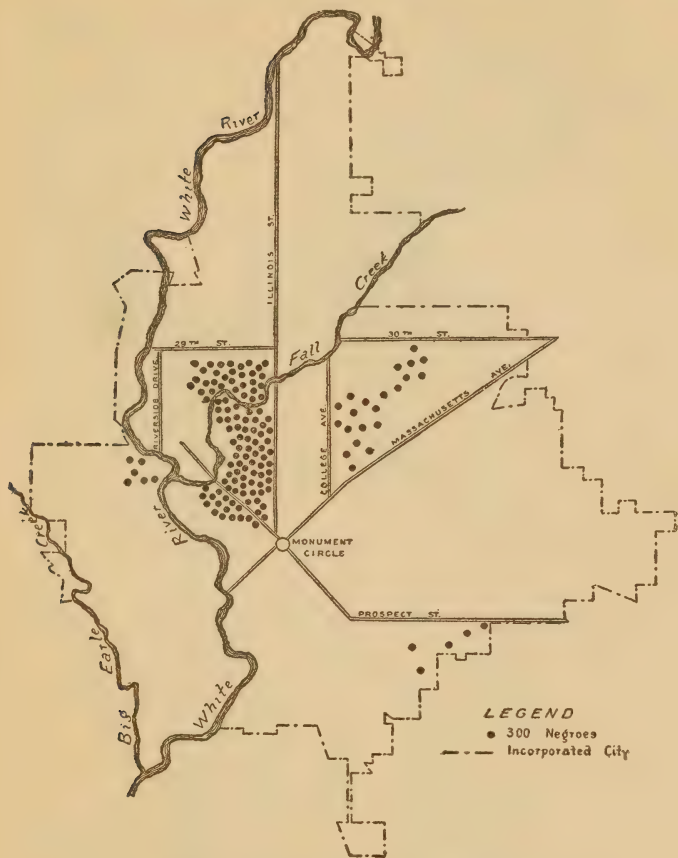 River
White
ILLINOIS ST.
Creek
Fall
29TH ST.
30TH ST.
RIVERSIDE DRIVE
COLLEGE AVE.
MASSACHUSETTS AVE.
River
MONUMENT
CIRCLE
Creek
Earle
Big
White
PROSPECT ST.
LEGEND
300 Negroes
Incorporated City